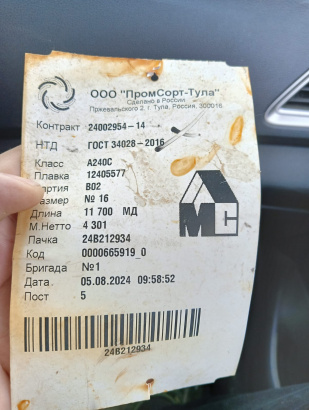 ООО "ПромСорт-Тула"
Сделано в России
Пржевальского 2, г. Тула, Россия, 300016
Контракт 24002954-14
НТД ГОСТ 34028-2016
Класс А240С
Плавка 12405577
артия В02
азмер № 16
Длина 11 700 МД
М.Нетто 4 301
Пачка 24В212934
Код 0000665919_0
Бригада №1
Дата 05.08.2024 09:58:52
Пост 5
МС
24В212934